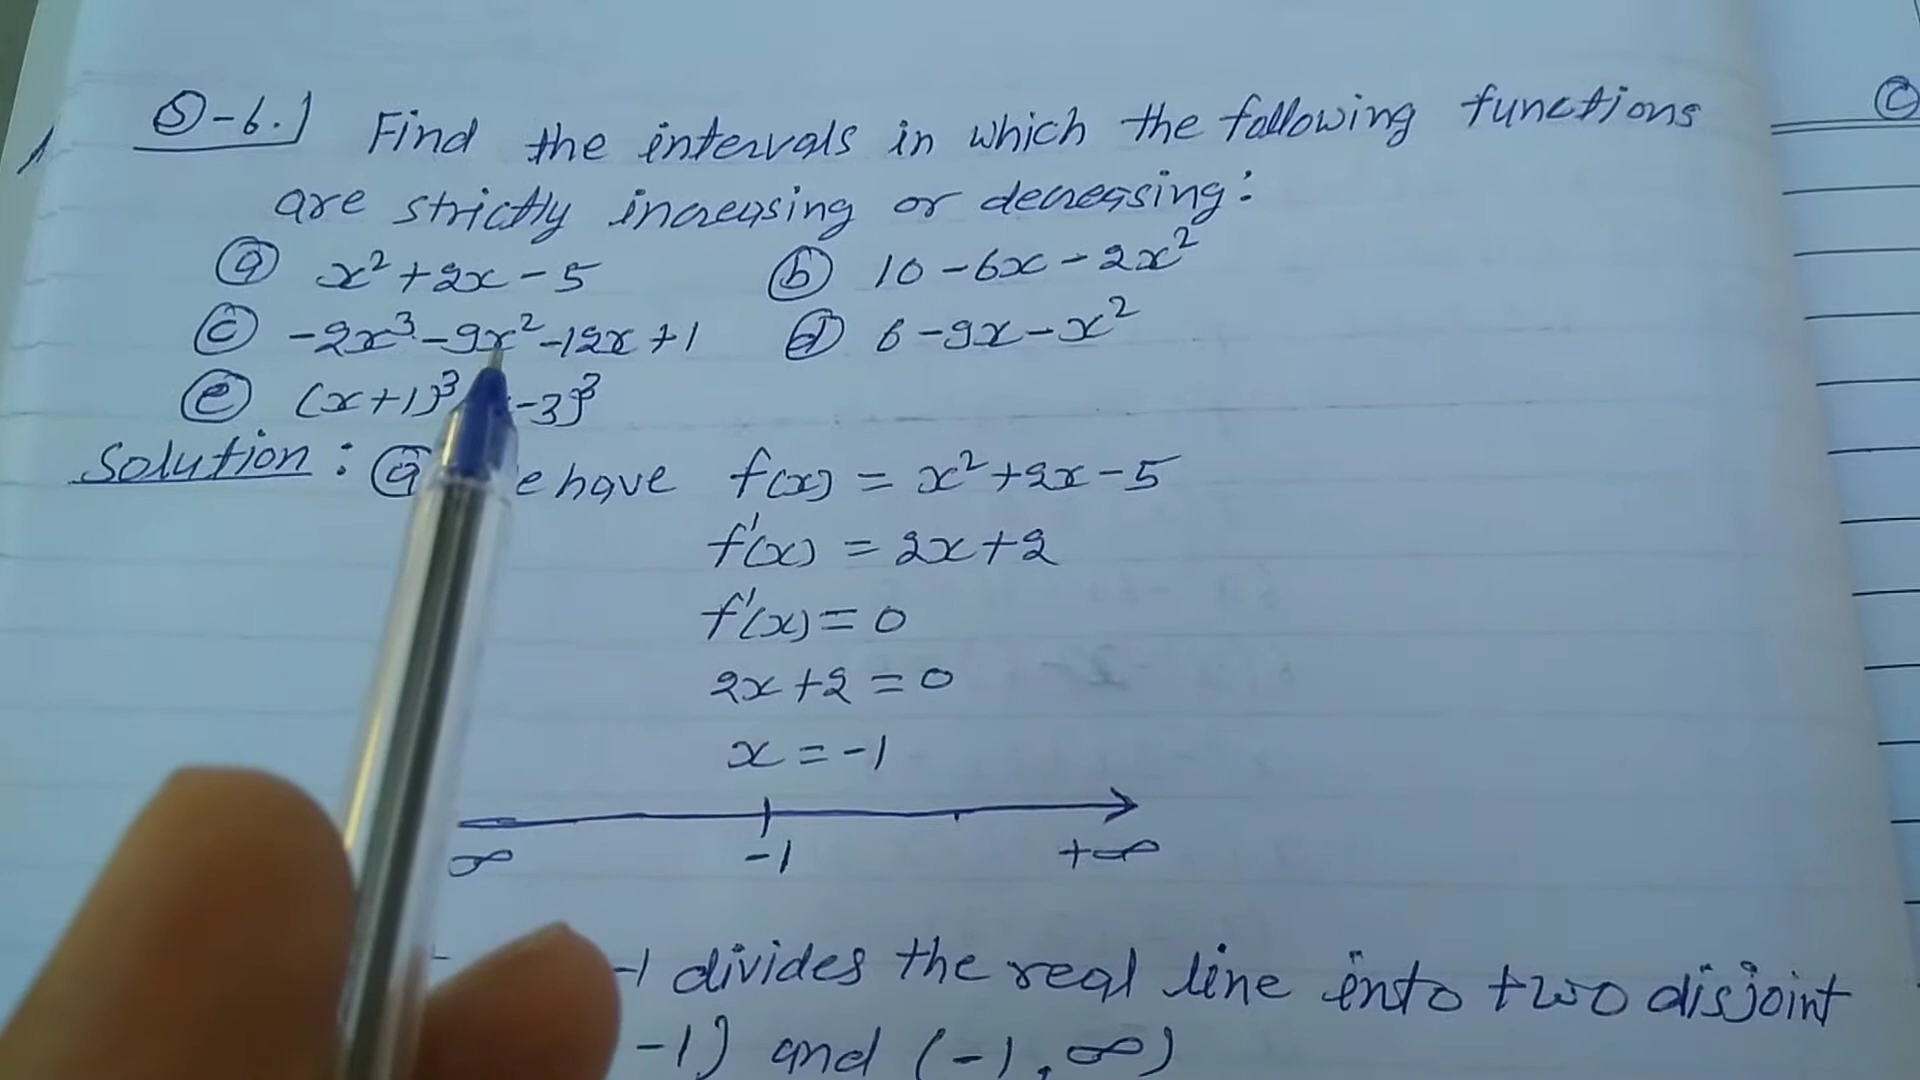 Q-6.) Find the intervals in which the following functions
are strictly increasing or decreasing:
(a) x² + 2x - 5 (b) 10 - 6x - 2x²
(c) -2x³ - 9x² - 12x + 1 (d) 6 - 9x - x²
(e) (x+1)³ -3)³
Solution: (a) e have f(x) = x² + 2x - 5
f'(x) = 2x + 2
f'(x) = 0
2x + 2 = 0
x = -1
∞ -1 +∞
-1 divides the real line into two disjoint
-1) and (-1, ∞)
(c)